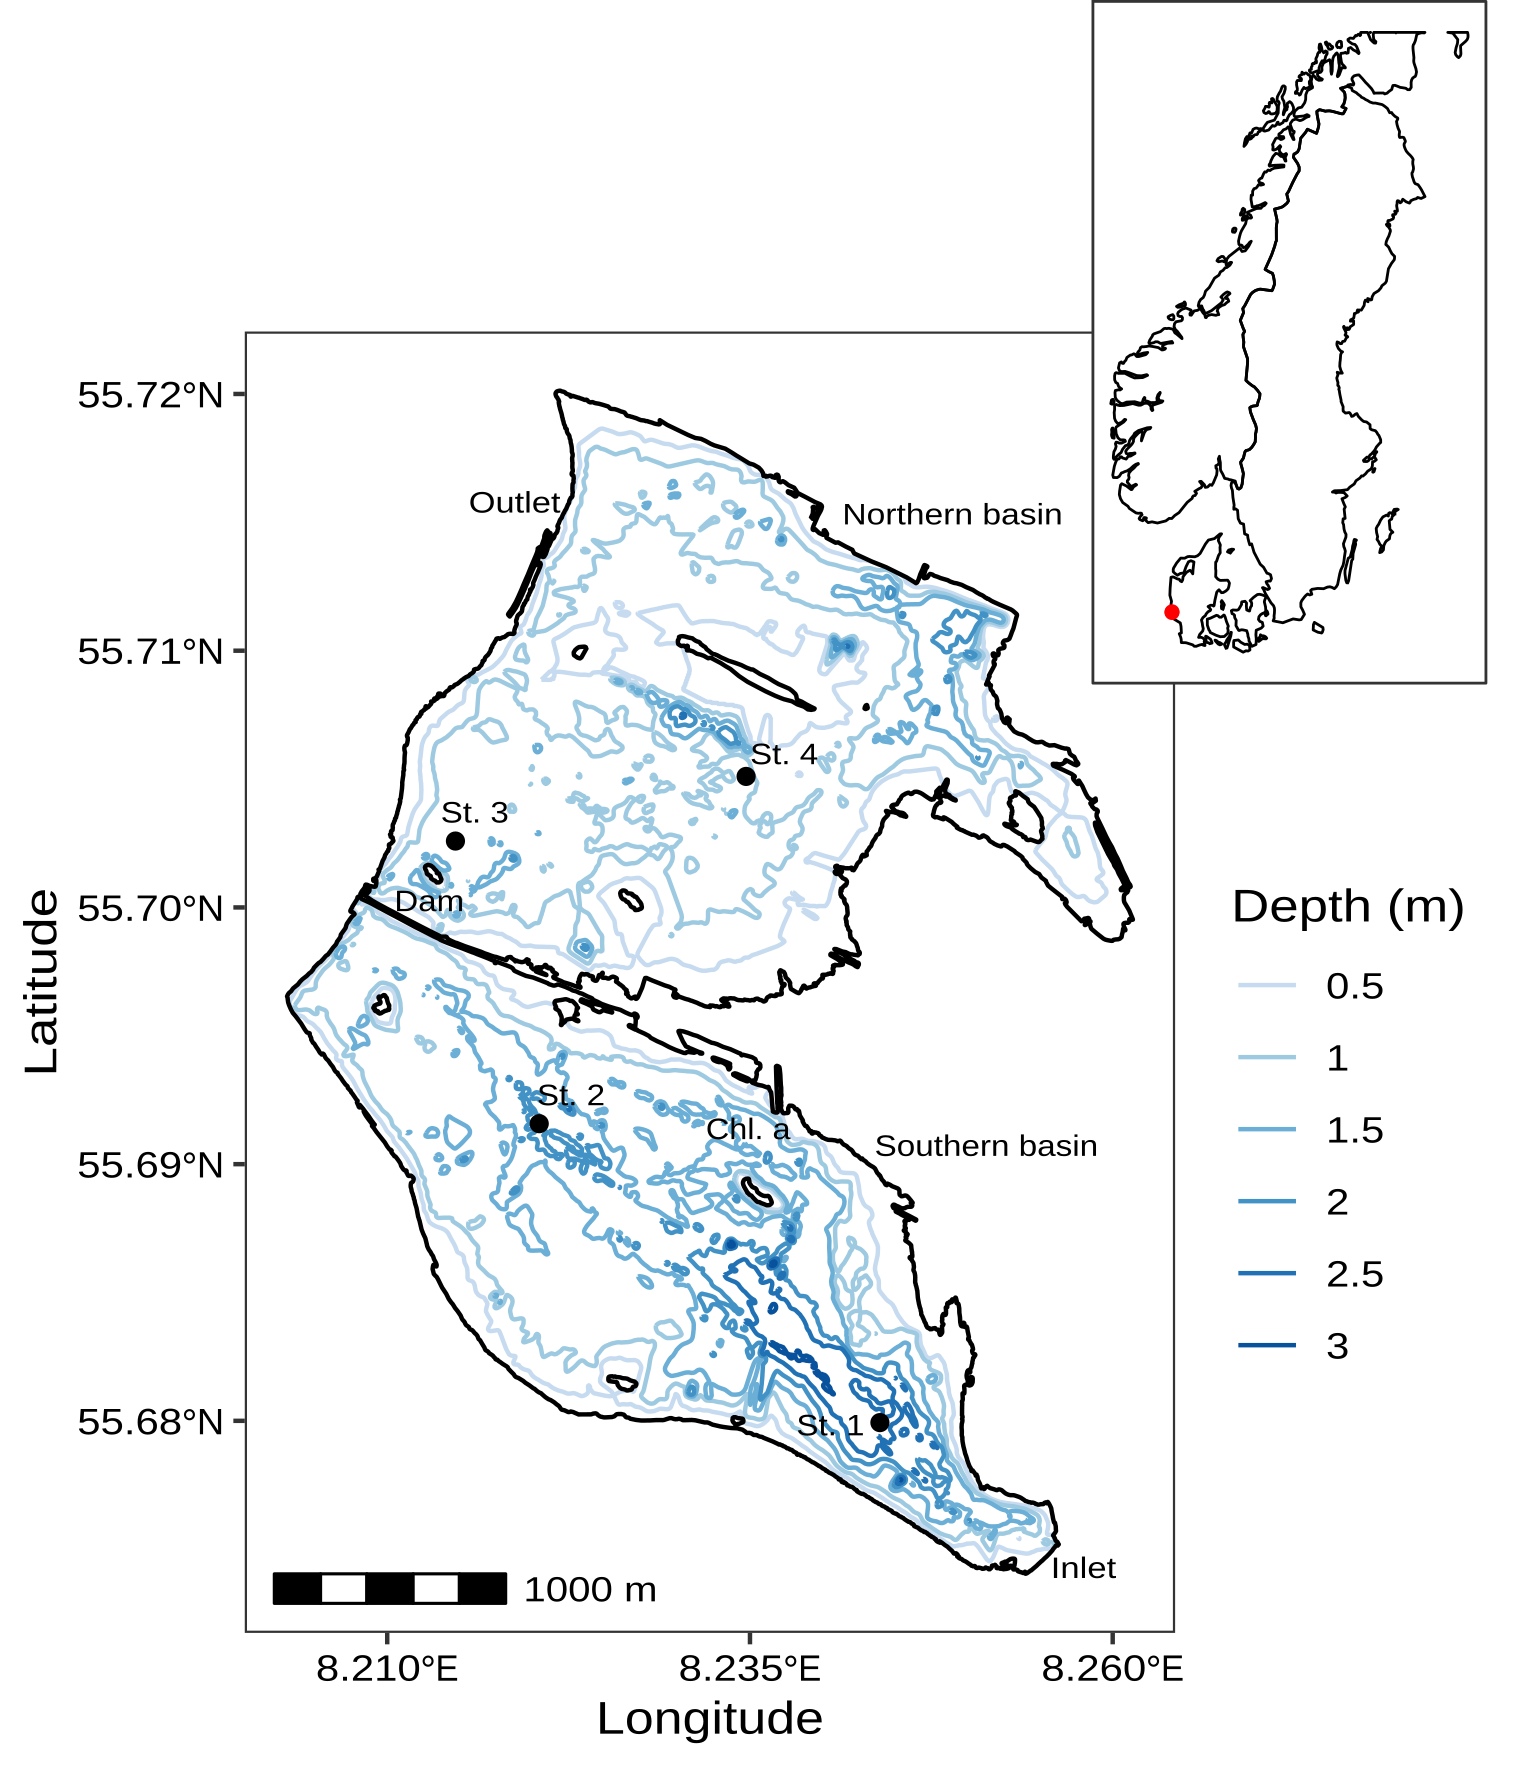 55.72°N
Outlet
Northern basin
55.71°N
St. 4
St. 3
Dam
55.70°N
Latitude
St. 2
Chl. a
Southern basin
55.69°N
St. 1
55.68°N
Inlet
1000 m
8.210°E
8.235°E
8.260°E
Longitude
Depth (m)
0.5
1
1.5
2
2.5
3